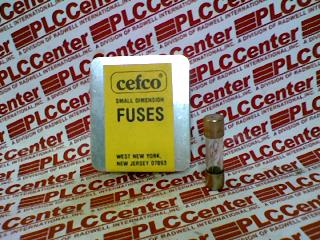 cefco®
SMALL DIMENSION
FUSES
WEST NEW YORK,
NEW JERSEY 07093
PLCCenter
A DIVISION OF RADWELL INTERNATIONAL, INC.